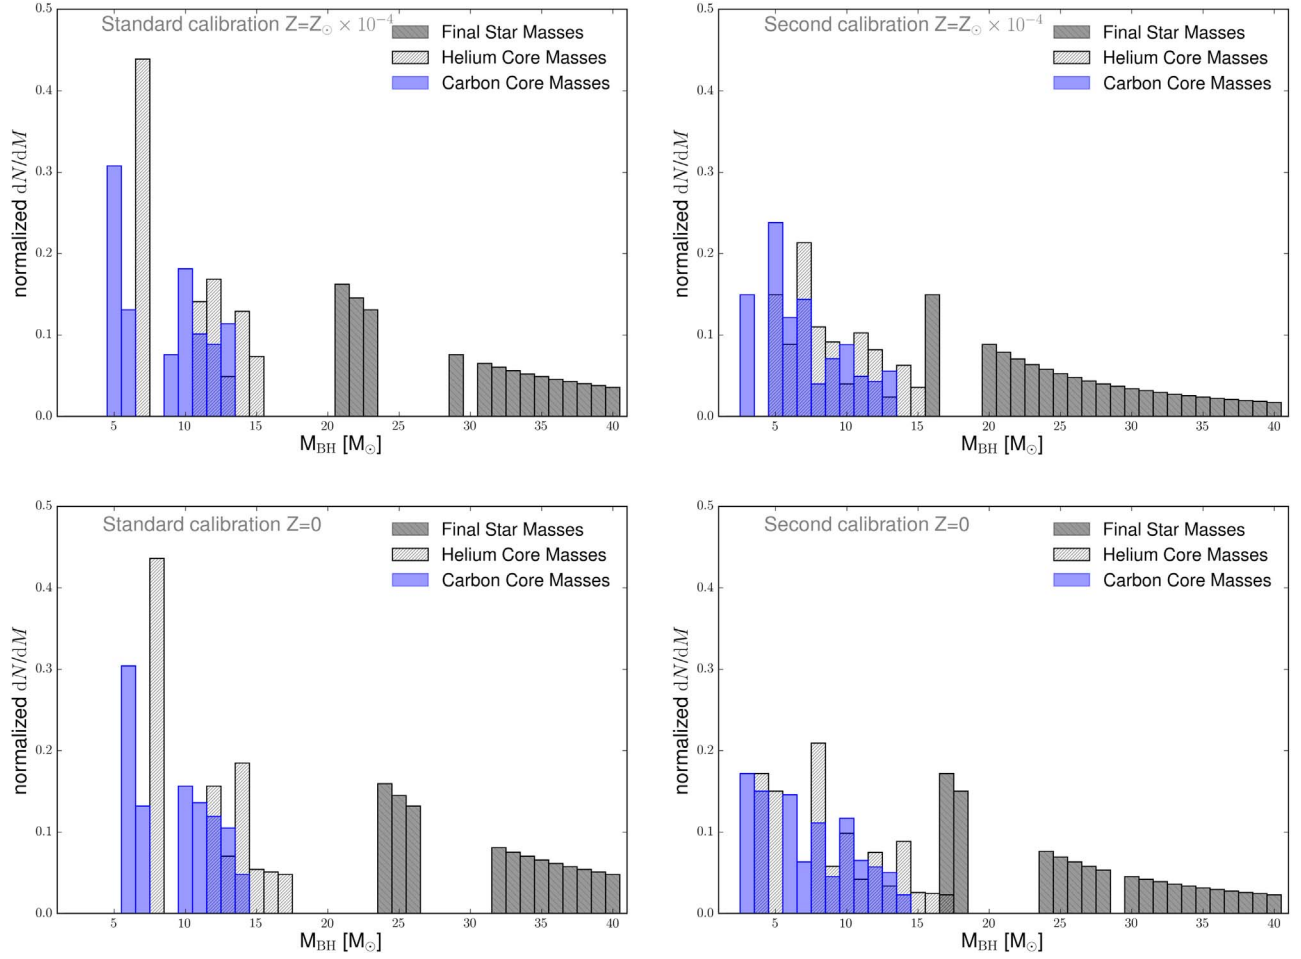 Standard calibration Z=Z⊙ × 10⁻⁴
Final Star Masses
Helium Core Masses
Carbon Core Masses
normalized dN/dM
0.5
0.4
0.3
0.2
0.1
0.0
5 10 15 20 25 30 35 40
M_BH [M⊙]
Second calibration Z=Z⊙ × 10⁻⁴
Final Star Masses
Helium Core Masses
Carbon Core Masses
normalized dN/dM
0.5
0.4
0.3
0.2
0.1
0.0
5 10 15 20 25 30 35 40
M_BH [M⊙]
Standard calibration Z=0
Final Star Masses
Helium Core Masses
Carbon Core Masses
normalized dN/dM
0.5
0.4
0.3
0.2
0.1
0.0
5 10 15 20 25 30 35 40
M_BH [M⊙]
Second calibration Z=0
Final Star Masses
Helium Core Masses
Carbon Core Masses
normalized dN/dM
0.5
0.4
0.3
0.2
0.1
0.0
5 10 15 20 25 30 35 40
M_BH [M⊙]